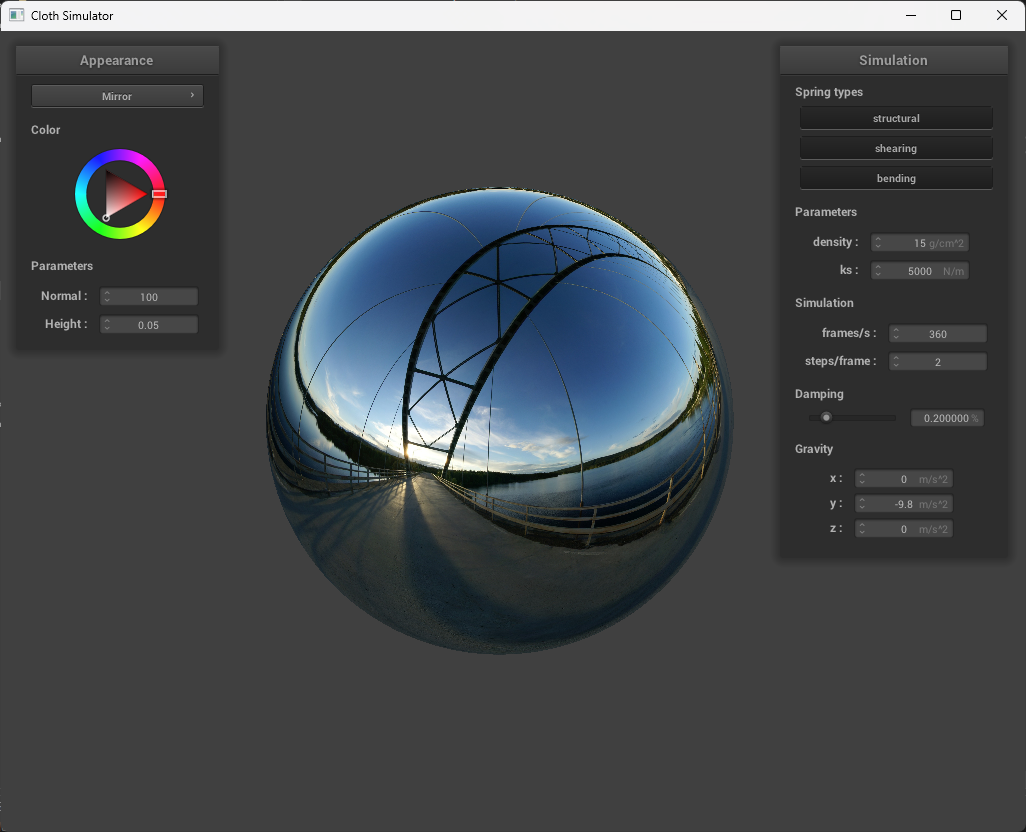 Cloth Simulator
Appearance
Mirror
Color
Parameters
Normal : 100
Height : 0.05
Simulation
Spring types
structural
shearing
bending
Parameters
density : 15 g/cm^2
ks : 5000 N/m
Simulation
frames/s : 360
steps/frame : 2
Damping
0.200000 %
Gravity
x : 0 m/s^2
y : -9.8 m/s^2
z : 0 m/s^2